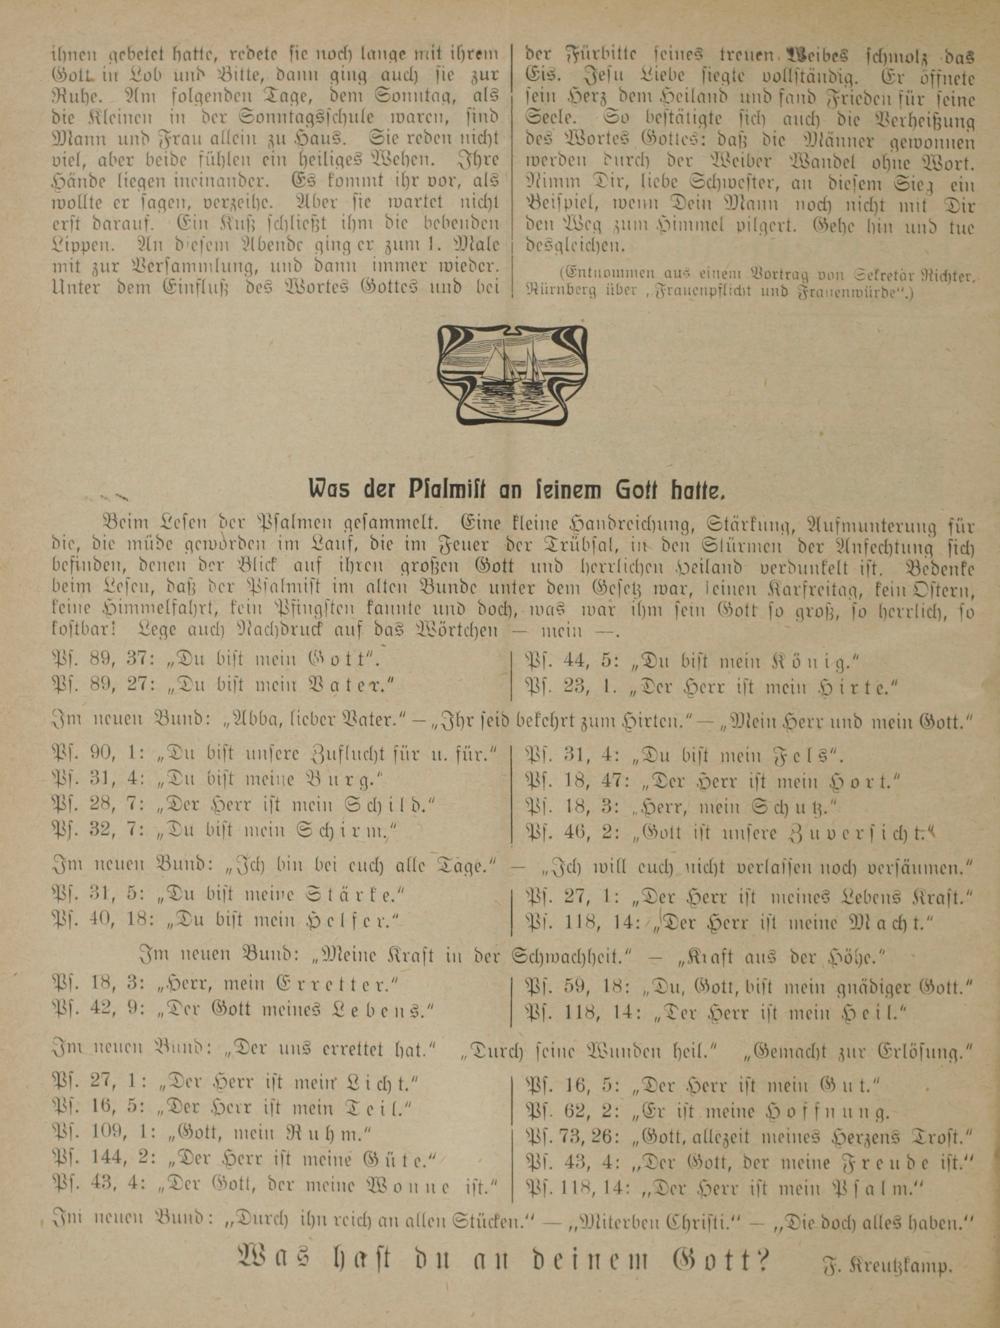 ihnen gebetet hatte, redete sie noch lange mit ihrem
Gott in Lob und Bitte, dann ging auch sie zur
Ruhe. Am folgenden Tage, dem Sonntag, als
die Kleinen in der Sonntagsschule waren, sind
Mann und Frau allein zu Haus. Sie reden nicht
viel, aber beide fühlen ein heiliges Wehen. Ihre
Hände liegen ineinander. Es kommt ihr vor, als
wollte er sagen, verzeihe. Aber sie wartet nicht
erst darauf. Ein Kuß schließt ihm die bebenden
Lippen. An diesem Abende ging er zum 1. Male
mit zur Versammlung, und dann immer wieder.
Unter dem Einfluß des Wortes Gottes und bei
der Fürbitte seines treuen Weibes schmolz das
Eis. Jesu Liebe siegte vollständig. Er öffnete
sein Herz dem Heiland und fand Frieden für seine
Seele. So bestätigte sich auch die Verheißung
des Wortes Gottes: daß die Männer gewonnen
werden durch der Weiber Wandel ohne Wort.
Nimm Dir, liebe Schwester, an diesem Sieg ein
Beispiel, wenn Dein Mann noch nicht mit Dir
den Weg zum Himmel pilgert. Gehe hin und tue
desgleichen.
(Entnommen aus einem Vortrag von Sekretär Richter,
Nürnberg über „Frauenpflicht und Frauenwürde“.)
Was der Psalmist an seinem Gott hatte.
Beim Lesen der Psalmen gesammelt. Eine kleine Handreichung, Stärkung, Aufmunterung für
die, die müde geworden im Lauf, die im Feuer der Trübsal, in den Stürmen der Anfechtung sich
befinden, denen der Blick auf ihren großen Gott und herrlichen Heiland verdunkelt ist. Bedenke
beim Lesen, daß der Psalmist im alten Bunde unter dem Gesetz war, keinen Karfreitag, kein Ostern,
keine Himmelfahrt, kein Pfingsten kannte und doch, was war ihm sein Gott so groß, so herrlich, so
kostbar! Lege auch Nachdruck auf das Wörtchen — mein —.
Ps. 89, 37: „Du bist mein Gott“.
Ps. 89, 27: „Du bist mein Vater.“
Ps. 44, 5: „Du bist mein König.“
Ps. 23, 1. „Der Herr ist mein Hirte.“
Im neuen Bund: „Abba, lieber Vater.“ — „Ihr seid bekehrt zum Hirten.“ — „Mein Herr und mein Gott.“
Ps. 90, 1: „Du bist unsere Zuflucht für u. für.“
Ps. 31, 4: „Du bist meine Burg.“
Ps. 28, 7: „Der Herr ist mein Schild.“
Ps. 32, 7: „Du bist mein Schirm.“
Ps. 31, 4: „Du bist mein Fels“.
Ps. 18, 47: „Der Herr ist mein Hort.“
Ps. 18, 3: „Herr, mein Schutz.“
Ps. 46, 2: „Gott ist unsere Zuversicht.“
Im neuen Bund: „Ich bin bei euch alle Tage.“ — „Ich will euch nicht verlassen noch versäumen.“
Ps. 31, 5: „Du bist meine Stärke.“
Ps. 40, 18: „Du bist mein Helfer.“
Ps. 27, 1: „Der Herr ist meines Lebens Kraft.“
Ps. 118, 14: „Der Herr ist meine Macht.“
Im neuen Bund: „Meine Kraft in der Schwachheit.“ — „Kraft aus der Höhe.“
Ps. 18, 3: „Herr, mein Erretter.“
Ps. 42, 9: „Der Gott meines Lebens.“
Ps. 59, 18: „Du, Gott, bist mein gnädiger Gott.“
Ps. 118, 14: „Der Herr ist mein Heil.“
Im neuen Bund: „Der uns errettet hat.“ „Durch seine Wunden heil.“ „Gemacht zur Erlösung.“
Ps. 27, 1: „Der Herr ist mein Licht.“
Ps. 16, 5: „Der Herr ist mein Teil.“
Ps. 109, 1: „Gott, mein Ruhm.“
Ps. 144, 2: „Der Herr ist meine Güte.“
Ps. 43, 4: „Der Gott, der meine Wonne ist.“
Ps. 16, 5: „Der Herr ist mein Gut.“
Ps. 62, 2: „Er ist meine Hoffnung.
Ps. 73, 26: „Gott, allezeit meines Herzens Trost.“
Ps. 43, 4: „Der Gott, der meine Freude ist.“
Ps. 118, 14: „Der Herr ist mein Psalm.“
Im neuen Bund: „Durch ihn reich an allen Stücken.“ — „Miterben Christi.“ — „Die doch alles haben.“
Was hast du an deinem Gott?
F. Kreutzkamp.